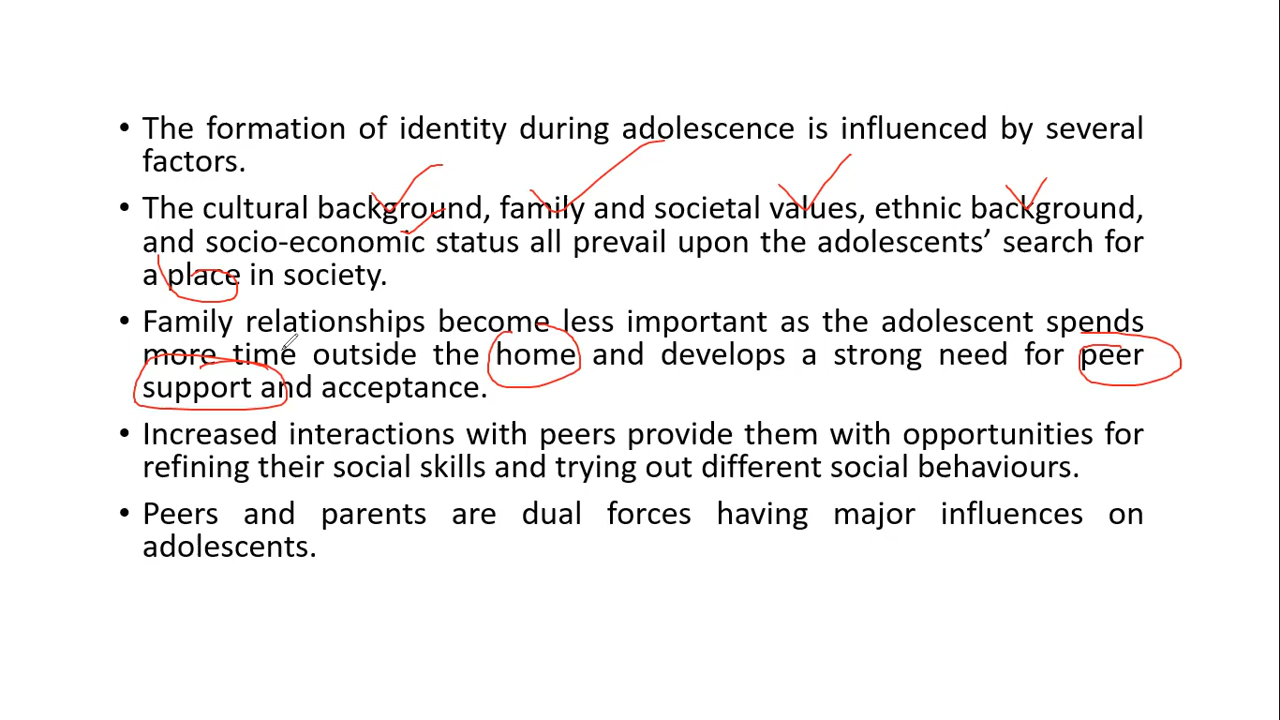 • The formation of identity during adolescence is influenced by several
factors.
• The cultural background, family and societal values, ethnic background,
and socio-economic status all prevail upon the adolescents’ search for
a place in society.
• Family relationships become less important as the adolescent spends
more time outside the home and develops a strong need for peer
support and acceptance.
• Increased interactions with peers provide them with opportunities for
refining their social skills and trying out different social behaviours.
• Peers and parents are dual forces having major influences on
adolescents.